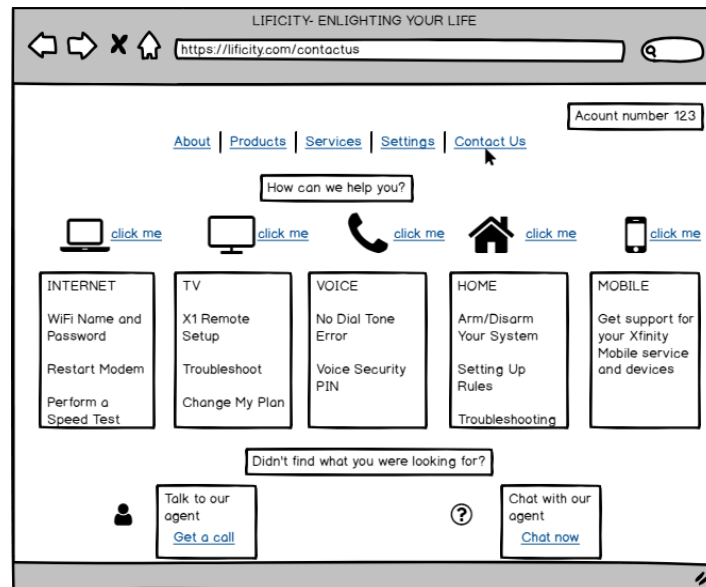 LIFICITY- ENLIGHTING YOUR LIFE
https://lificity.com/contactus
Acount number 123
About Products Services Settings Contact Us
How can we help you?
click me click me click me click me click me
INTERNET
WiFi Name and
Password
Restart Modem
Perform a
Speed Test
TV
X1 Remote
Setup
Troubleshoot
Change My Plan
VOICE
No Dial Tone
Error
Voice Security
PIN
HOME
Arm/Disarm
Your System
Setting Up
Rules
Troubleshooting
MOBILE
Get support for
your Xfinity
Mobile service
and devices
Didn't find what you were looking for?
Talk to our
agent
Get a call
Chat with our
agent
Chat now